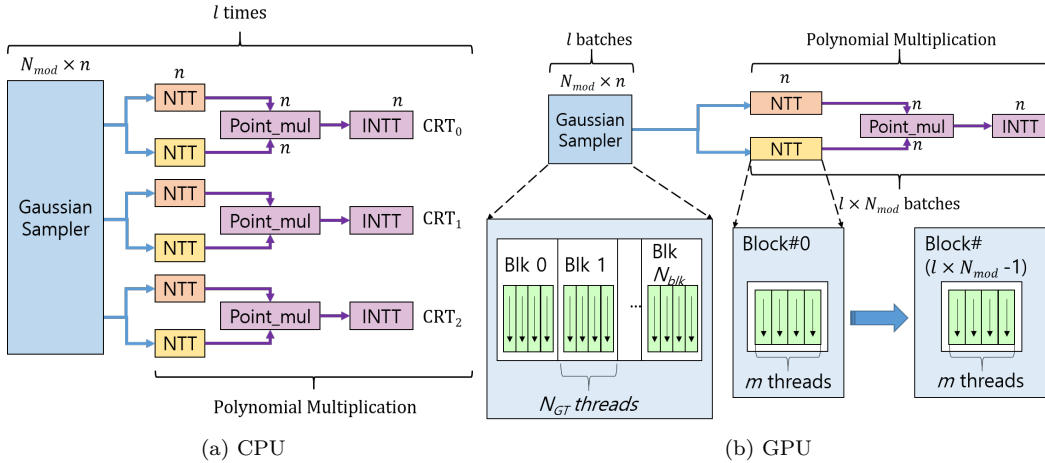 l times
N_mod × n
Gaussian
Sampler
n
NTT
NTT
n
Point_mul
n
n
INTT
CRT_0
NTT
NTT
Point_mul
INTT
CRT_1
NTT
NTT
Point_mul
INTT
CRT_2
Polynomial Multiplication
(a) CPU
l batches
N_mod × n
Gaussian
Sampler
Polynomial Multiplication
n
NTT
NTT
n
Point_mul
n
n
INTT
l × N_mod batches
Blk 0
Blk 1
...
Blk
N_blk
N_GT threads
Block#0
m threads
Block#
(l × N_mod -1)
m threads
(b) GPU